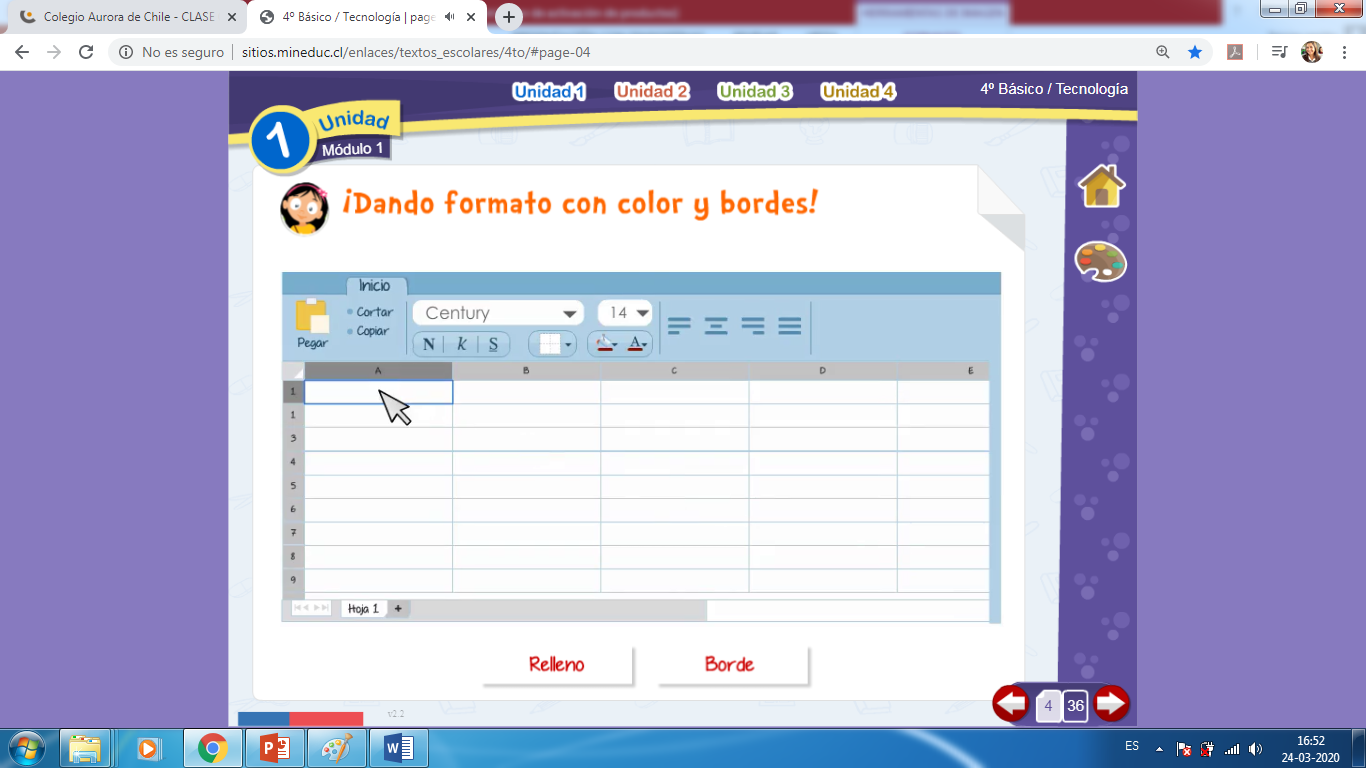 Colegio Aurora de Chile - CLASE
4º Básico / Tecnología | page
No es seguro
sitios.mineduc.cl/enlaces/textos_escolares/4to/#page-04
Unidad 1
Unidad 2
Unidad 3
Unidad 4
4º Básico / Tecnología
1
Unidad
Módulo 1
¡Dando formato con color y bordes!
Inicio
Pegar
Cortar
Copiar
Century
14
N k S
A
A B C D E
1
1
3
4
5
6
7
8
9
Hoja 1 +
Relleno
Borde
4 36
v2.2
ES
16:52
24-03-2020